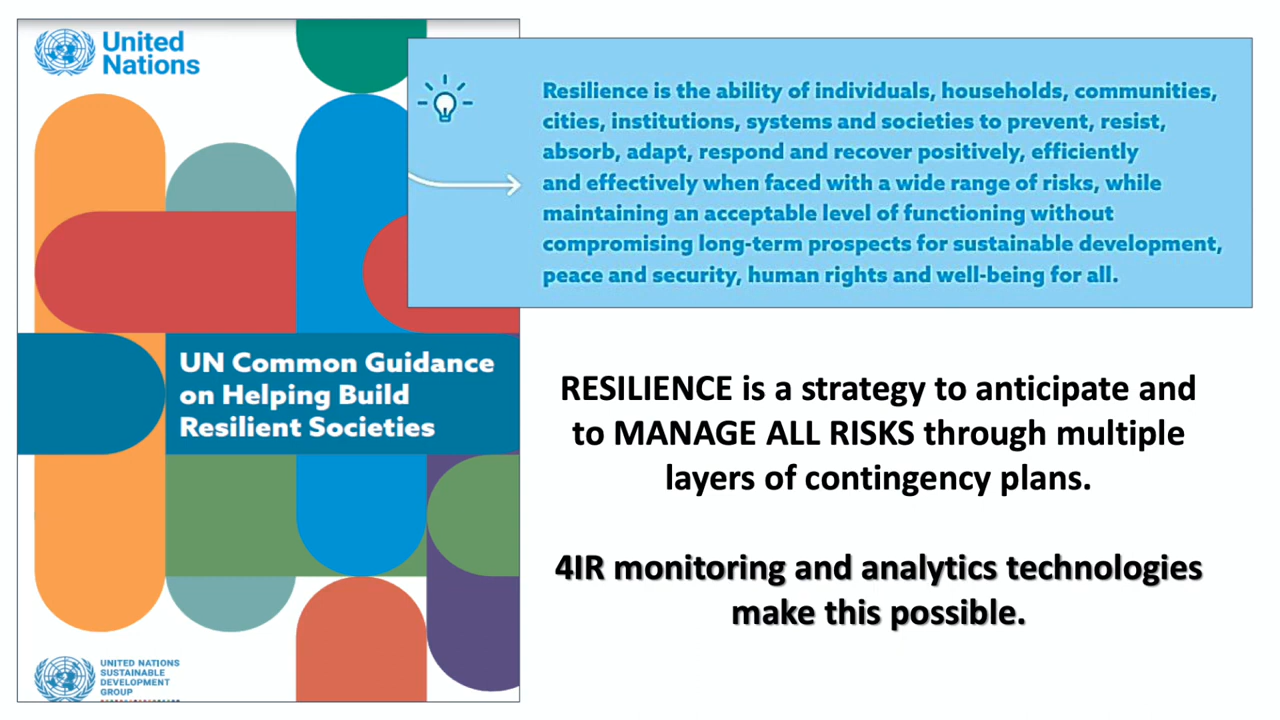 United
Nations
Resilience is the ability of individuals, households, communities,
cities, institutions, systems and societies to prevent, resist,
absorb, adapt, respond and recover positively, efficiently
and effectively when faced with a wide range of risks, while
maintaining an acceptable level of functioning without
compromising long-term prospects for sustainable development,
peace and security, human rights and well-being for all.
UN Common Guidance
on Helping Build
Resilient Societies
RESILIENCE is a strategy to anticipate and
to MANAGE ALL RISKS through multiple
layers of contingency plans.
4IR monitoring and analytics technologies
make this possible.
UNITED NATIONS
SUSTAINABLE
DEVELOPMENT
GROUP